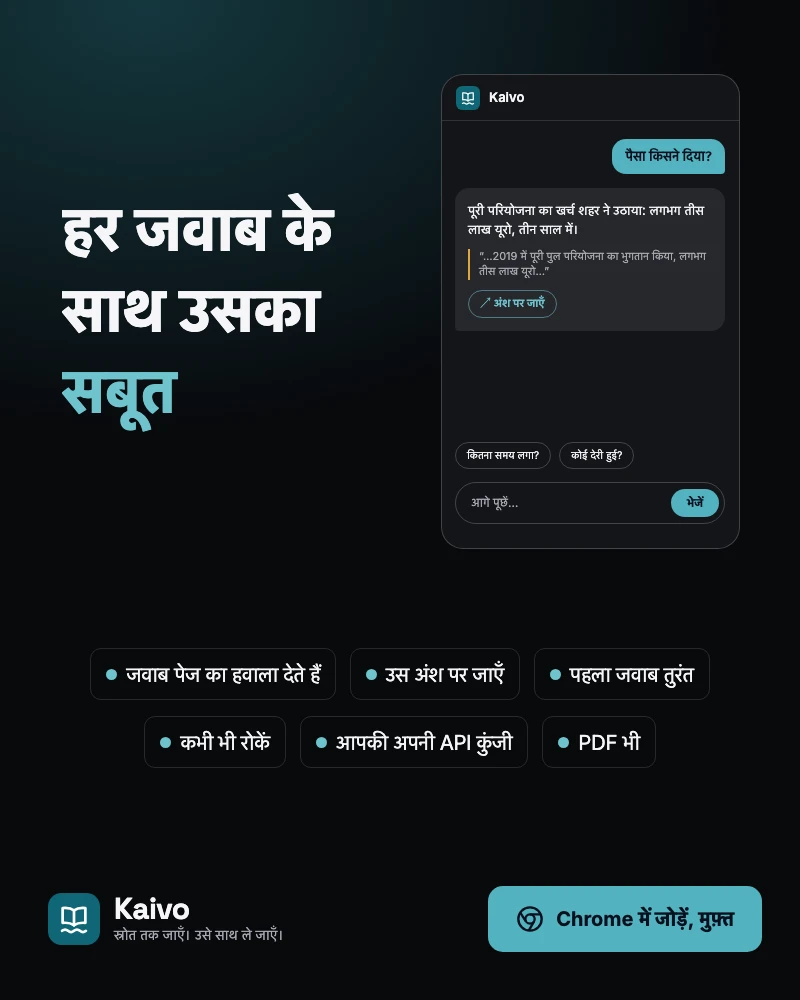 हर जवाब के
साथ उसका
सबूत
Kaivo
पैसा किसने दिया?
पूरी परियोजना का खर्च शहर ने उठाया: लगभग तीस
लाख यूरो, तीन साल में।
"...2019 में पूरी पुल परियोजना का भुगतान किया, लगभग
तीस लाख यूरो..."
↗ अंश पर जाएँ
कितना समय लगा?
कोई देरी हुई?
आगे पूछें...
भेजें
जवाब पेज का हवाला देते हैं
उस अंश पर जाएँ
पहला जवाब तुरंत
कभी भी रोकें
आपकी अपनी API कुंजी
PDF भी
Kaivo
स्रोत तक जाएँ। उसे साथ ले जाएँ।
Chrome में जोड़ें, मुफ़्त